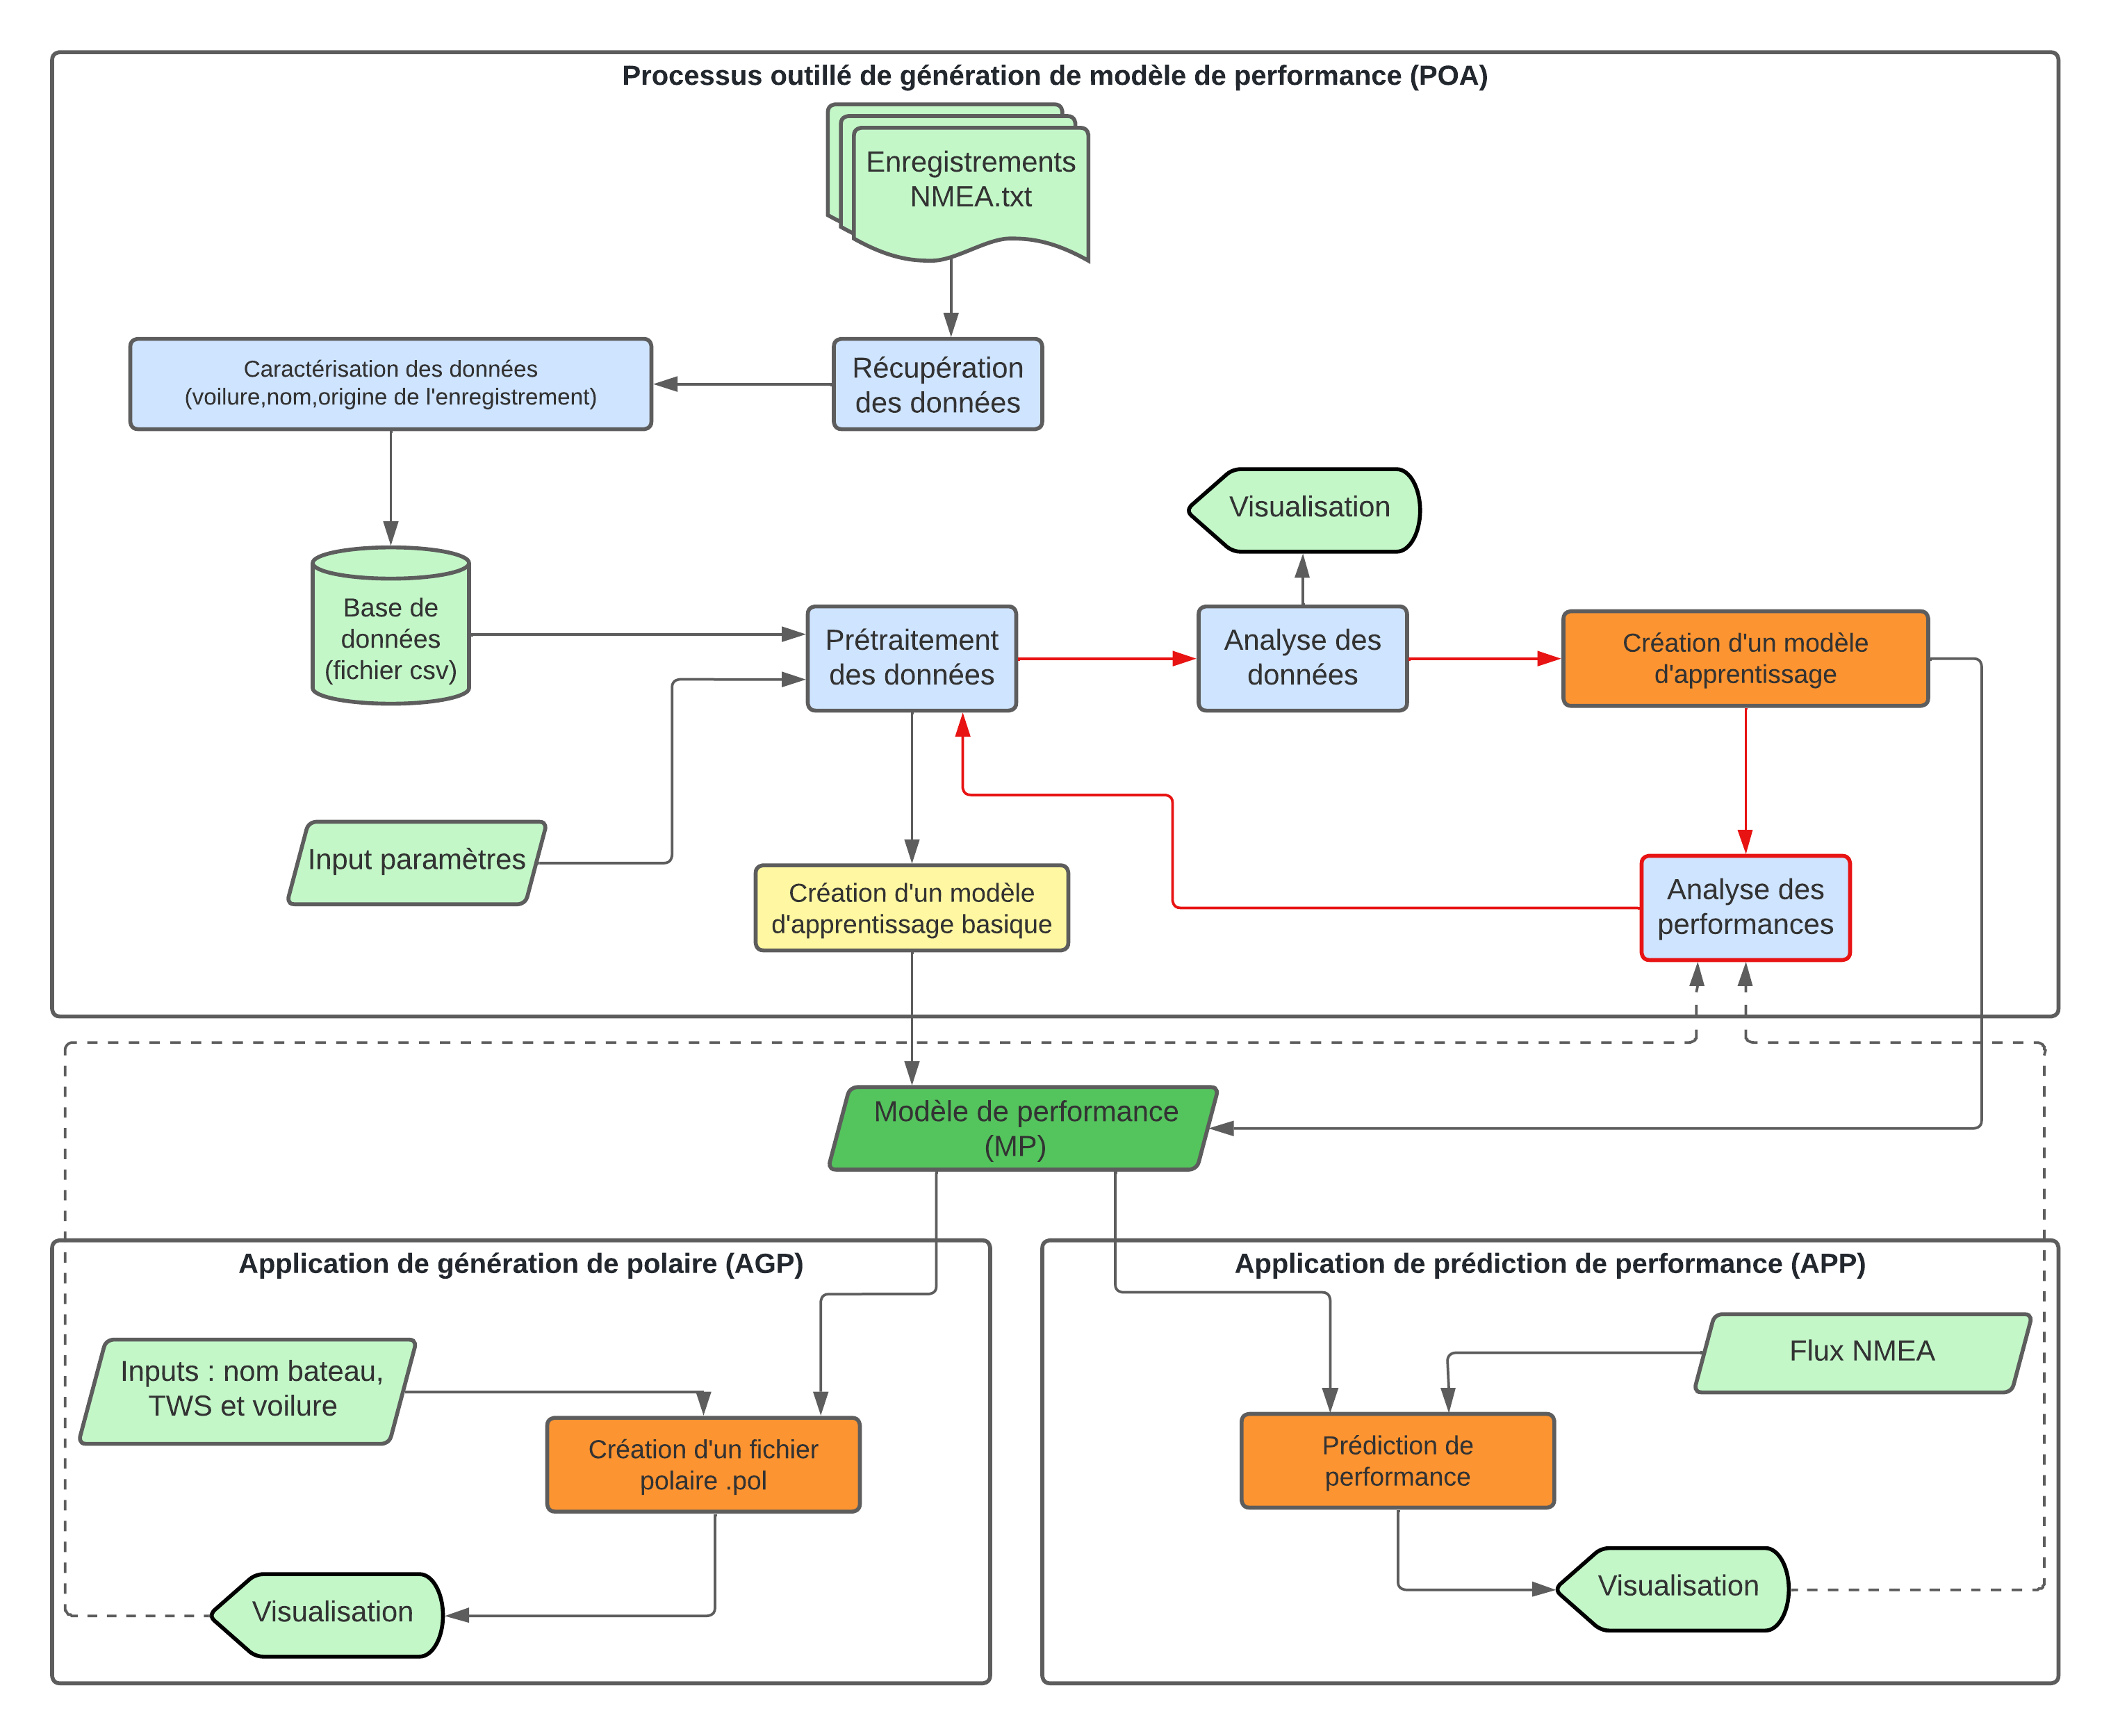 Processus outillé de génération de modèle de performance (POA)
Enregistrements
NMEA.txt
Caractérisation des données
(voilure,nom,origine de l'enregistrement)
Récupération
des données
Visualisation
Base de
données
(fichier csv)
Prétraitement
des données
Analyse des
données
Création d'un modèle
d'apprentissage
Input paramètres
Création d'un modèle
d'apprentissage basique
Analyse des
performances
Modèle de performance
(MP)
Application de génération de polaire (AGP)
Inputs : nom bateau,
TWS et voilure
Création d'un fichier
polaire .pol
Visualisation
Application de prédiction de performance (APP)
Flux NMEA
Prédiction de
performance
Visualisation